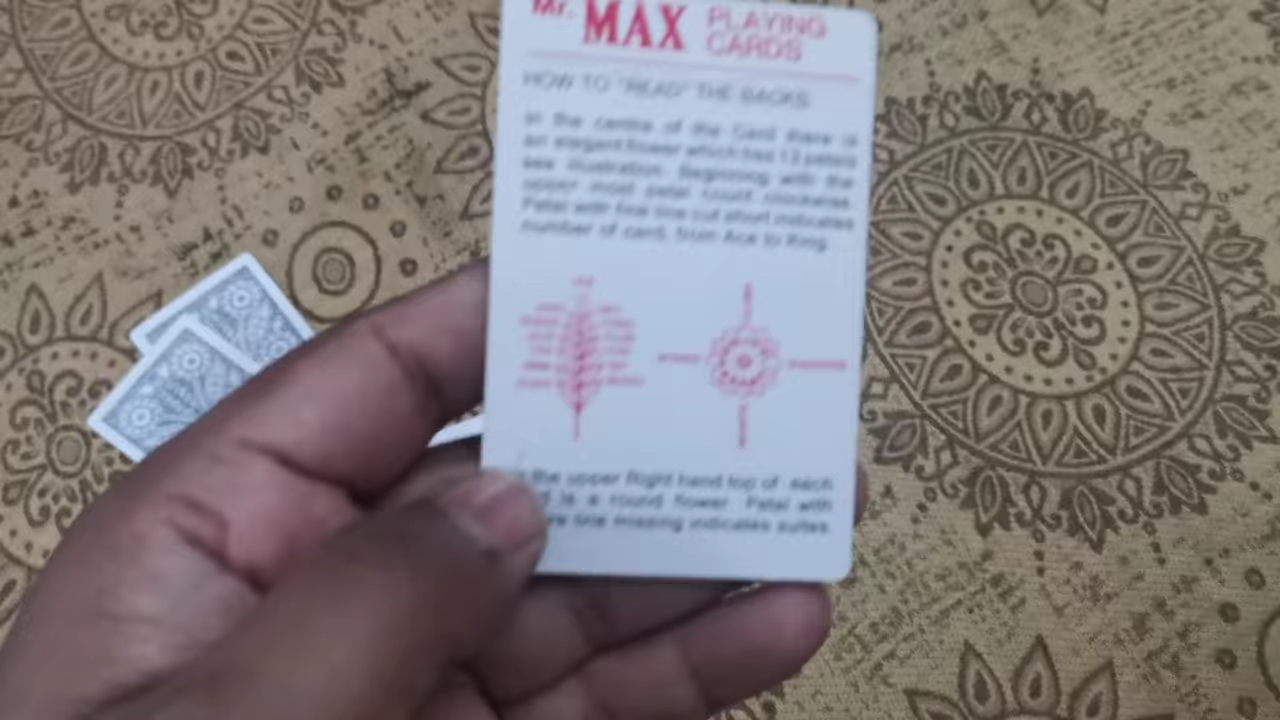 Mr. MAX PLAYING CARDS
HOW TO "READ" THE BACKS
In the centre of the Card there is
an elegant flower which has 13 petals
see illustration. Beginning with the
upper most petal count clockwise.
Petal with fine line cut short indicates
number of card, from Ace to King.
the upper Right hand top of each
is a round flower. Petal with
line missing indicates suites